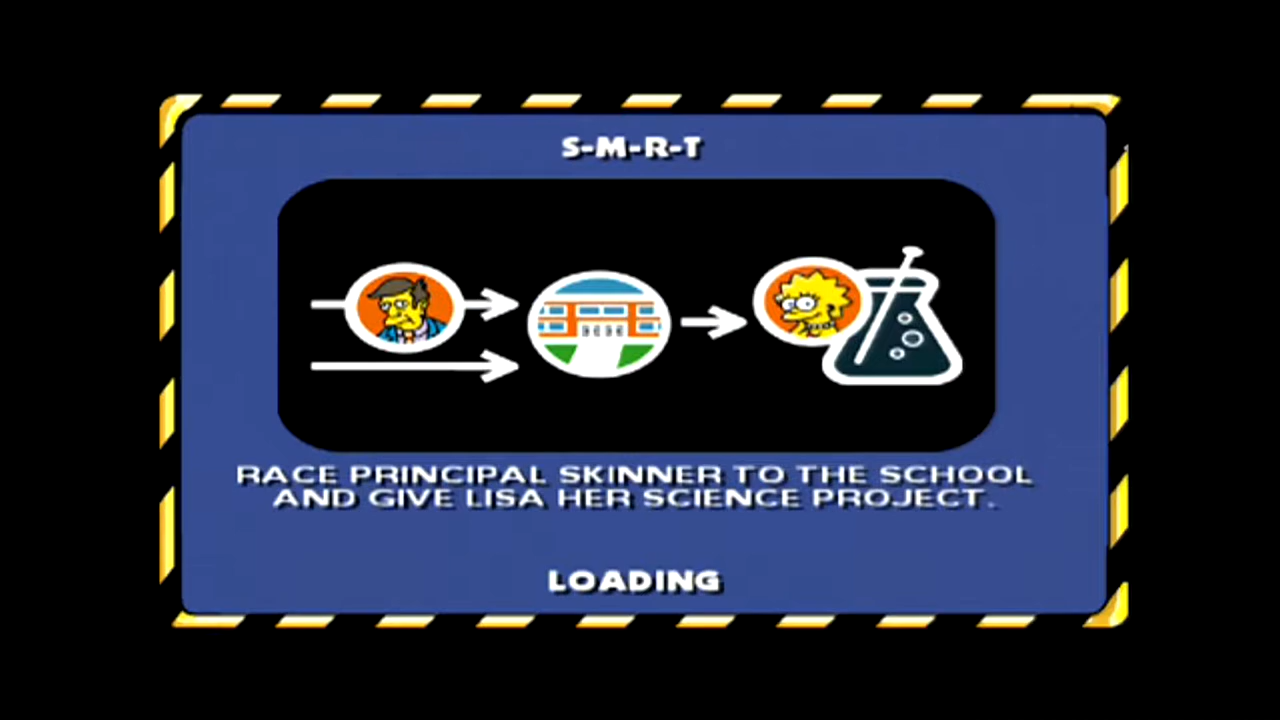 S-M-R-T
RACE PRINCIPAL SKINNER TO THE SCHOOL
AND GIVE LISA HER SCIENCE PROJECT.
LOADING